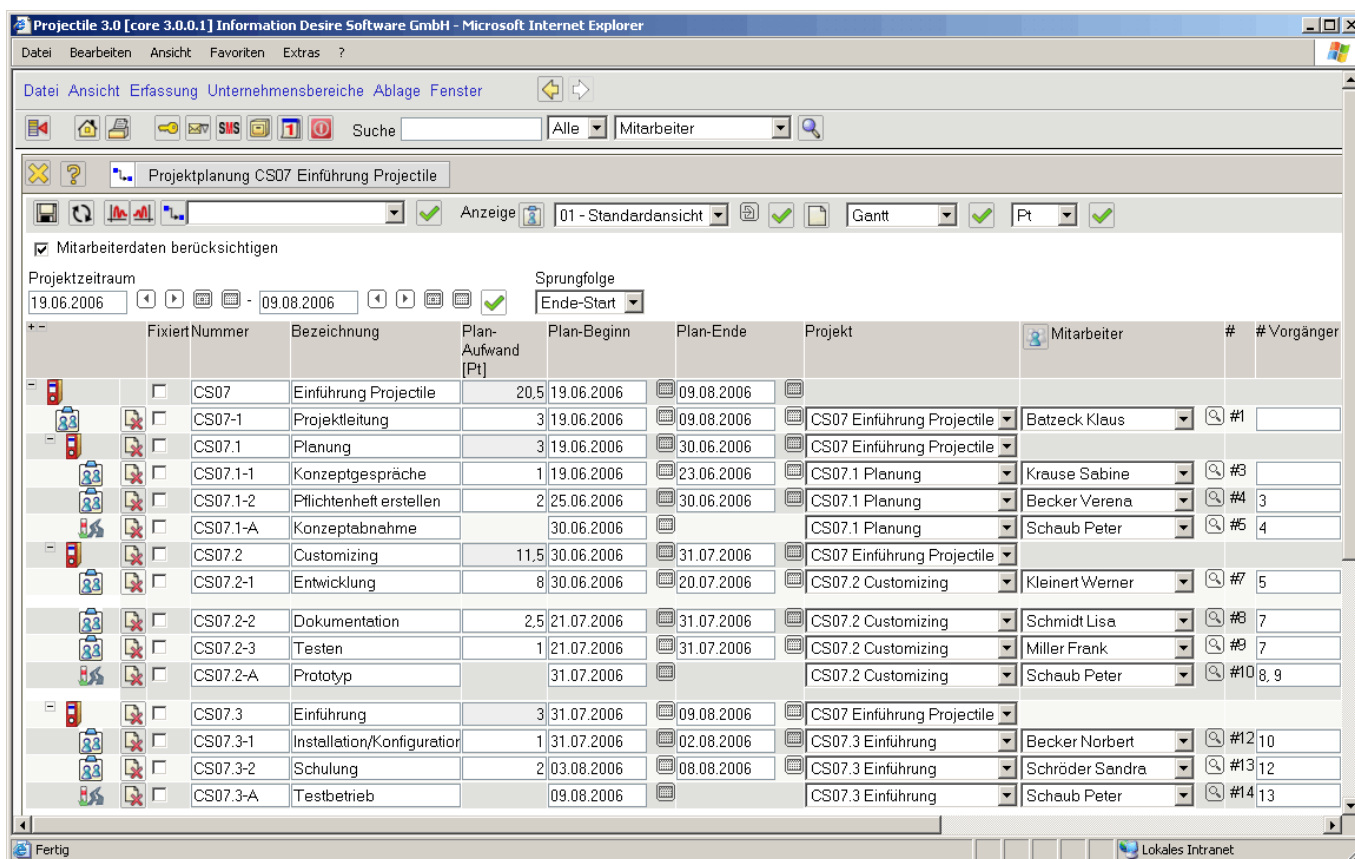 Projectile 3.0 [core 3.0.0.1] Information Desire Software GmbH - Microsoft Internet Explorer
Datei Bearbeiten Ansicht Favoriten Extras ?
Datei Ansicht Erfassung Unternehmensbereiche Ablage Fenster
SMS 1 Suche Alle Mitarbeiter
Projektplanung CS07 Einführung Projectile
Anzeige 01 - Standardansicht Gantt Pt
Mitarbeiterdaten berücksichtigen
Projektzeitraum Sprungfolge
19.06.2006 - 09.08.2006 Ende-Start
+ - Fixiert Nummer Bezeichnung Plan-Aufwand [Pt] Plan-Beginn Plan-Ende Projekt Mitarbeiter # # Vorgänger
CS07 Einführung Projectile 20,5 19.06.2006 09.08.2006
CS07-1 Projektleitung 3 19.06.2006 09.08.2006 CS07 Einführung Projectile Batzeck Klaus #1
CS07.1 Planung 3 19.06.2006 30.06.2006 CS07 Einführung Projectile
CS07.1-1 Konzeptgespräche 1 19.06.2006 23.06.2006 CS07.1 Planung Krause Sabine #3
CS07.1-2 Pflichtenheft erstellen 2 25.06.2006 30.06.2006 CS07.1 Planung Becker Verena #4 3
CS07.1-A Konzeptabnahme 30.06.2006 CS07.1 Planung Schaub Peter #5 4
CS07.2 Customizing 11,5 30.06.2006 31.07.2006 CS07 Einführung Projectile
CS07.2-1 Entwicklung 8 30.06.2006 20.07.2006 CS07.2 Customizing Kleinert Werner #7 5
CS07.2-2 Dokumentation 2,5 21.07.2006 31.07.2006 CS07.2 Customizing Schmidt Lisa #8 7
CS07.2-3 Testen 1 21.07.2006 31.07.2006 CS07.2 Customizing Miller Frank #9 7
CS07.2-A Prototyp 31.07.2006 CS07.2 Customizing Schaub Peter #10 8, 9
CS07.3 Einführung 3 31.07.2006 09.08.2006 CS07 Einführung Projectile
CS07.3-1 Installation/Konfiguration 1 31.07.2006 02.08.2006 CS07.3 Einführung Becker Norbert #12 10
CS07.3-2 Schulung 2 03.08.2006 08.08.2006 CS07.3 Einführung Schröder Sandra #13 12
CS07.3-A Testbetrieb 09.08.2006 CS07.3 Einführung Schaub Peter #14 13
Fertig Lokales Intranet